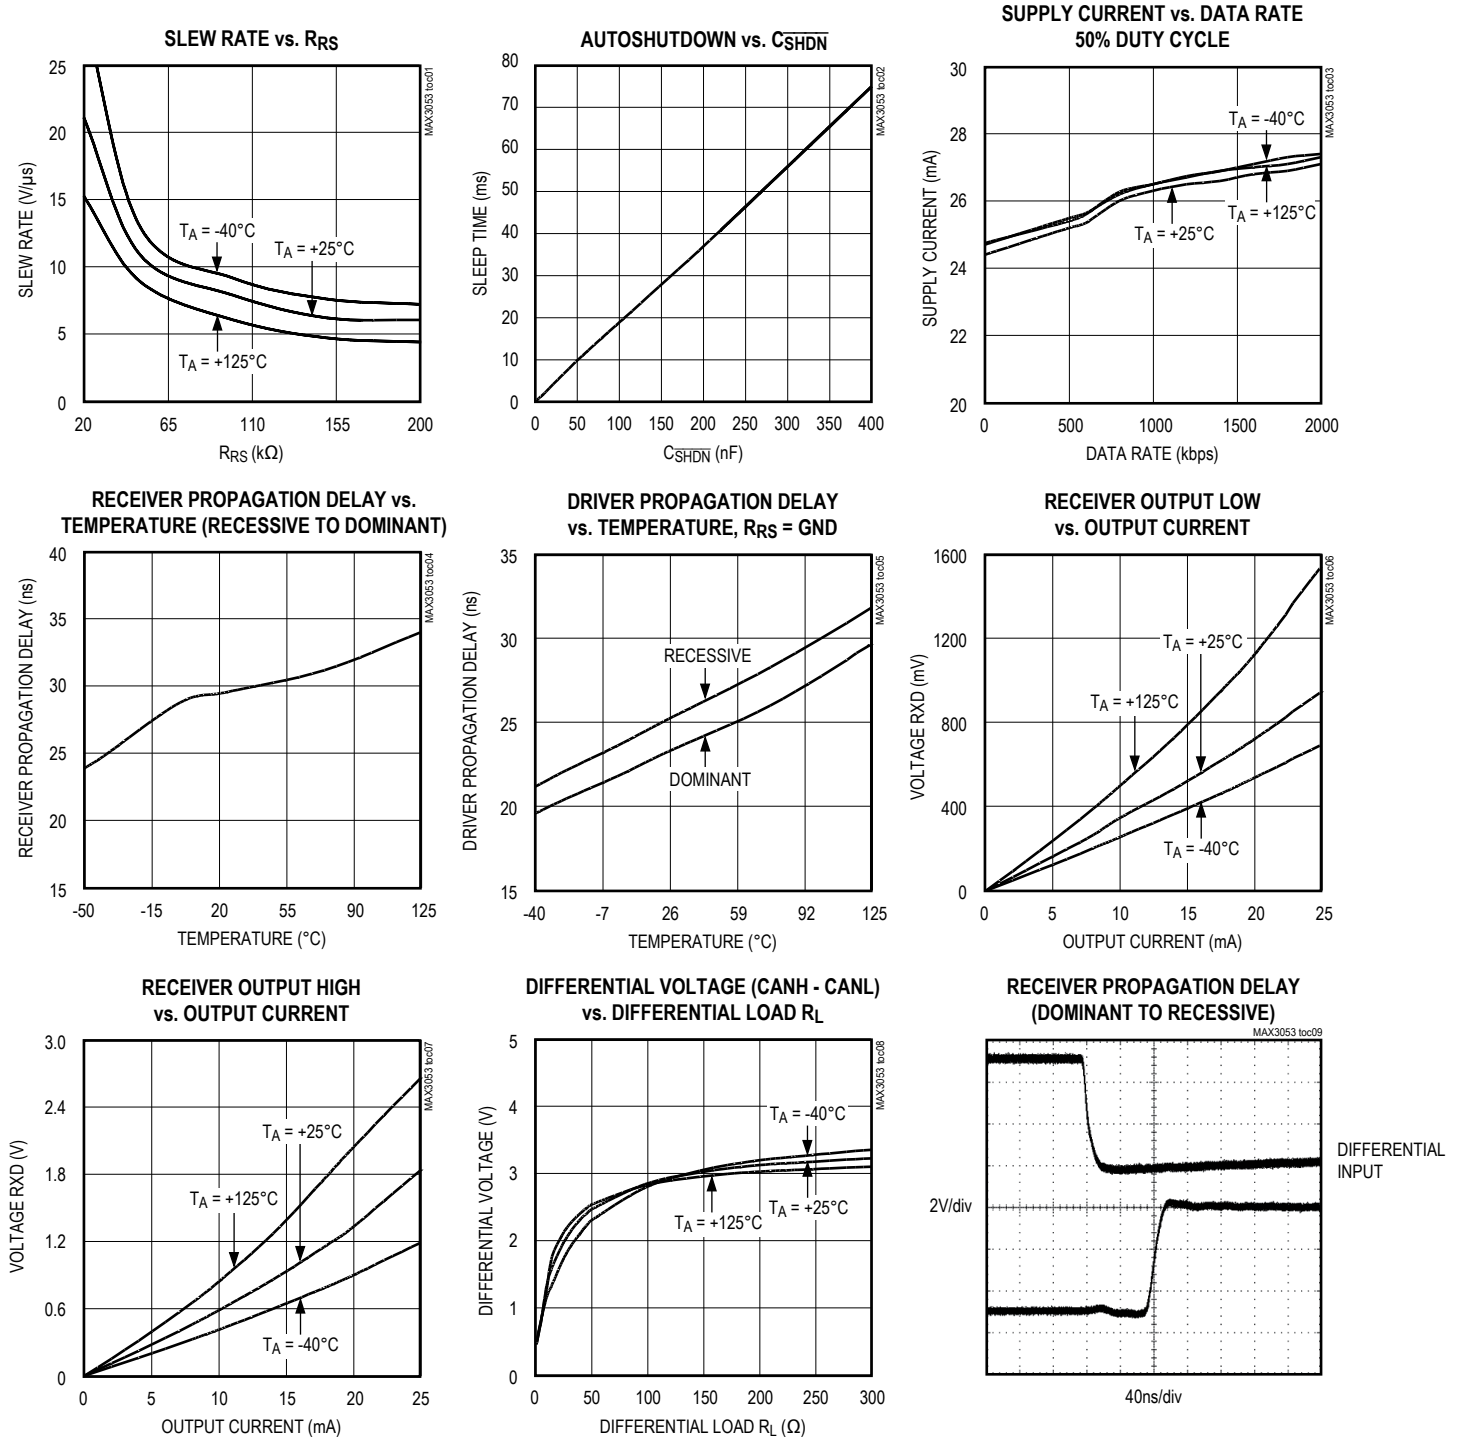 SLEW RATE vs. RRS
MAX3053 toc01
SLEW RATE (V/µs)
25
20
15
10
5
0
TA = -40°C
TA = +25°C
TA = +125°C
20 65 110 155 200
RRS (kΩ)
AUTOSHUTDOWN vs. CSHDN
MAX3053 toc02
SLEEP TIME (ms)
80
70
60
50
40
30
20
10
0
0 50 100 150 200 250 300 350 400
CSHDN (nF)
SUPPLY CURRENT vs. DATA RATE
50% DUTY CYCLE
MAX3053 toc03
SUPPLY CURRENT (mA)
30
28
26
24
22
20
TA = -40°C
TA = +125°C
TA = +25°C
0 500 1000 1500 2000
DATA RATE (kbps)
RECEIVER PROPAGATION DELAY vs.
TEMPERATURE (RECESSIVE TO DOMINANT)
MAX3053 toc04
RECEIVER PROPAGATION DELAY (ns)
40
35
30
25
20
15
-50 -15 20 55 90 125
TEMPERATURE (°C)
DRIVER PROPAGATION DELAY
vs. TEMPERATURE, RRS = GND
MAX3053 toc05
DRIVER PROPAGATION DELAY (ns)
35
30
25
20
15
RECESSIVE
DOMINANT
-40 -7 26 59 92 125
TEMPERATURE (°C)
RECEIVER OUTPUT LOW
vs. OUTPUT CURRENT
MAX3053 toc06
VOLTAGE RXD (mV)
1600
1200
800
400
0
TA = +25°C
TA = +125°C
TA = -40°C
0 5 10 15 20 25
OUTPUT CURRENT (mA)
RECEIVER OUTPUT HIGH
vs. OUTPUT CURRENT
MAX3053 toc07
VOLTAGE RXD (V)
3.0
2.4
1.8
1.2
0.6
0
TA = +25°C
TA = +125°C
TA = -40°C
0 5 10 15 20 25
OUTPUT CURRENT (mA)
DIFFERENTIAL VOLTAGE (CANH - CANL)
vs. DIFFERENTIAL LOAD RL
MAX3053 toc08
DIFFERENTIAL VOLTAGE (V)
5
4
3
2
1
0
TA = -40°C
TA = +25°C
TA = +125°C
0 50 100 150 200 250 300
DIFFERENTIAL LOAD RL (Ω)
RECEIVER PROPAGATION DELAY
(DOMINANT TO RECESSIVE)
MAX3053 toc09
DIFFERENTIAL
INPUT
2V/div
40ns/div